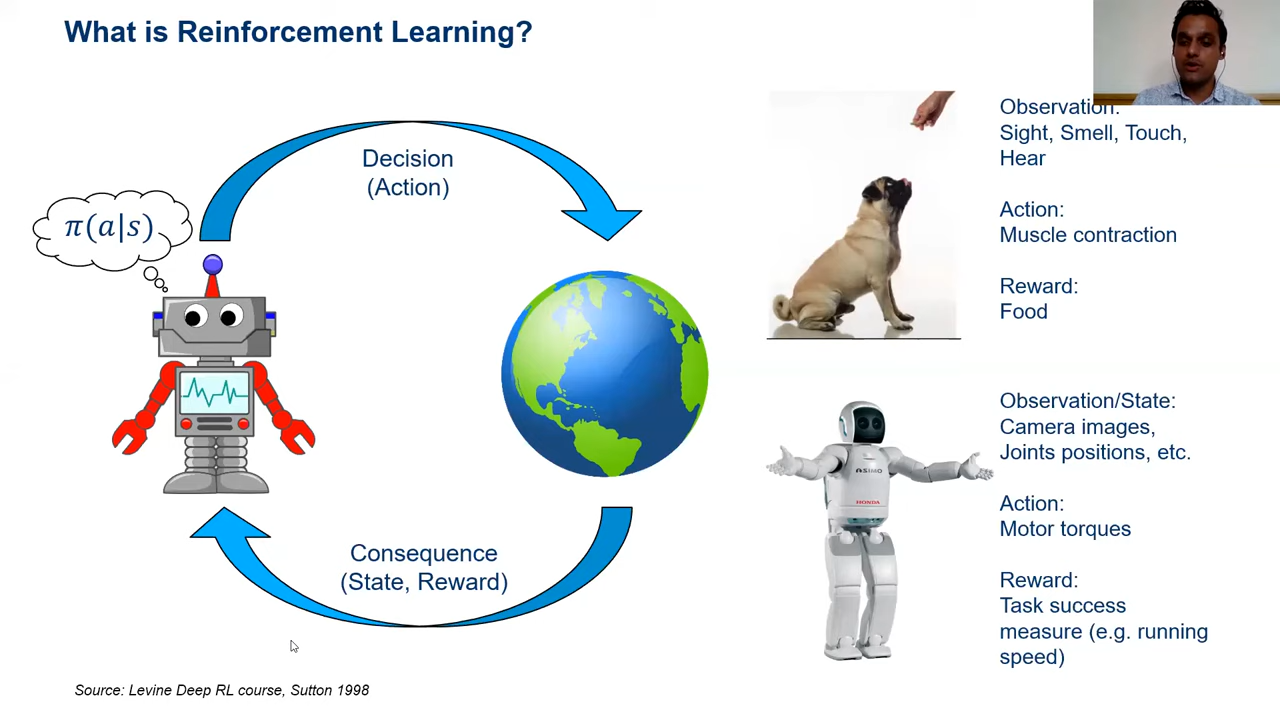 What is Reinforcement Learning?
Decision
(Action)
π(a|s)
Consequence
(State, Reward)
Source: Levine Deep RL course, Sutton 1998
Observation:
Sight, Smell, Touch,
Hear
Action:
Muscle contraction
Reward:
Food
ASIMO
HONDA
Observation/State:
Camera images,
Joints positions, etc.
Action:
Motor torques
Reward:
Task success
measure (e.g. running
speed)